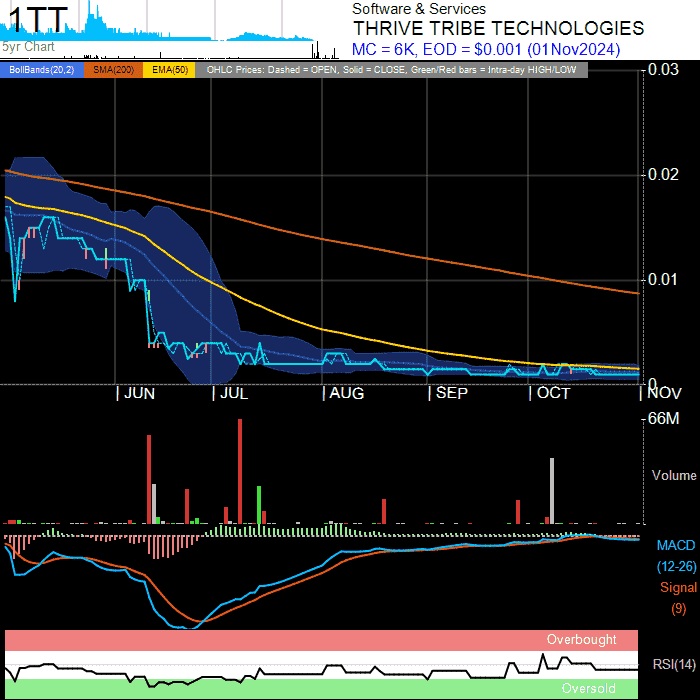 1TT
5yr Chart
Software & Services
THRIVE TRIBE TECHNOLOGIES
MC = 6K, EOD = $0.001 (01Nov2024)
BollBands(20,2) SMA(200) EMA(50) OHLC Prices: Dashed = OPEN, Solid = CLOSE, Green/Red bars = Intra-day HIGH/LOW
0.03
0.02
0.01
0
JUN JUL AUG SEP OCT NOV
66M
Volume
MACD
(12-26)
Signal
(9)
Overbought
RSI(14)
Oversold